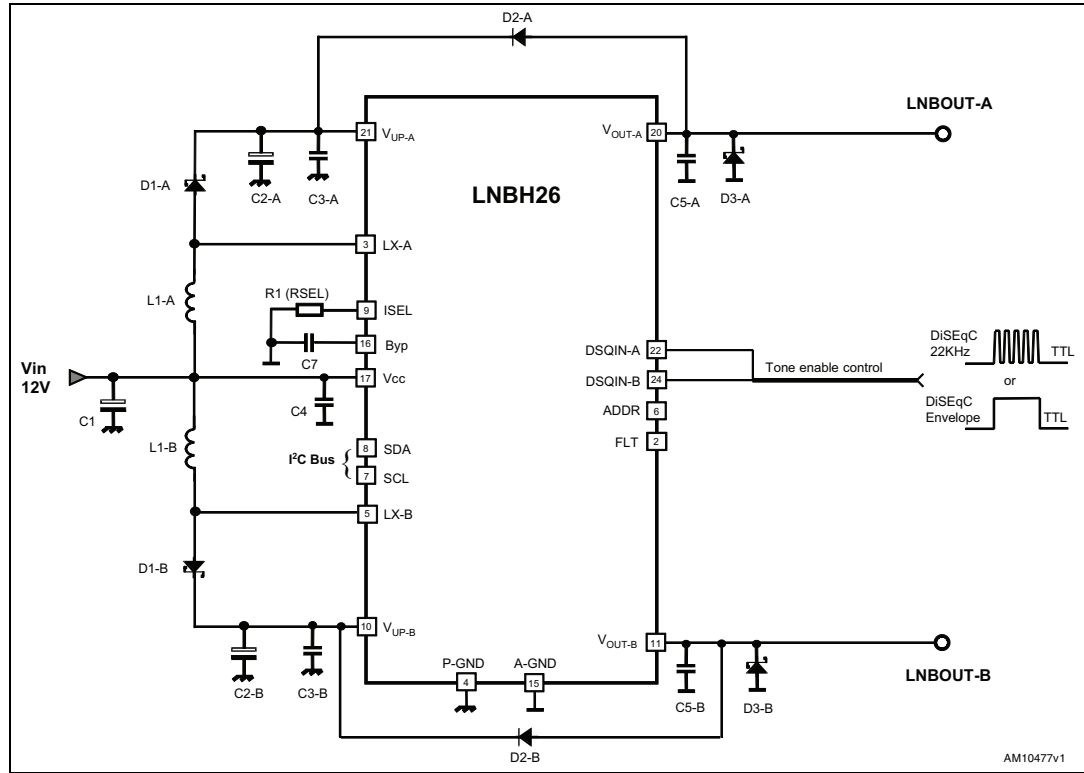 D2-A
LNBOUT-A
21 VUP-A
VOUT-A 20
D1-A
C2-A
C3-A
LNBH26
C5-A
D3-A
3 LX-A
L1-A
R1 (RSEL)
9 ISEL
16 Byp
C7
Vin
12V
17 Vcc
C1
C4
DSQIN-A 22
DSQIN-B 24
ADDR 6
FLT 2
Tone enable control
DiSEqC
22KHz
TTL
or
DiSEqC
Envelope
TTL
L1-B
I²C Bus {
8 SDA
7 SCL
5 LX-B
D1-B
10 VUP-B
VOUT-B 11
P-GND
4
A-GND
15
C2-B
C3-B
C5-B
D3-B
LNBOUT-B
D2-B
AM10477v1